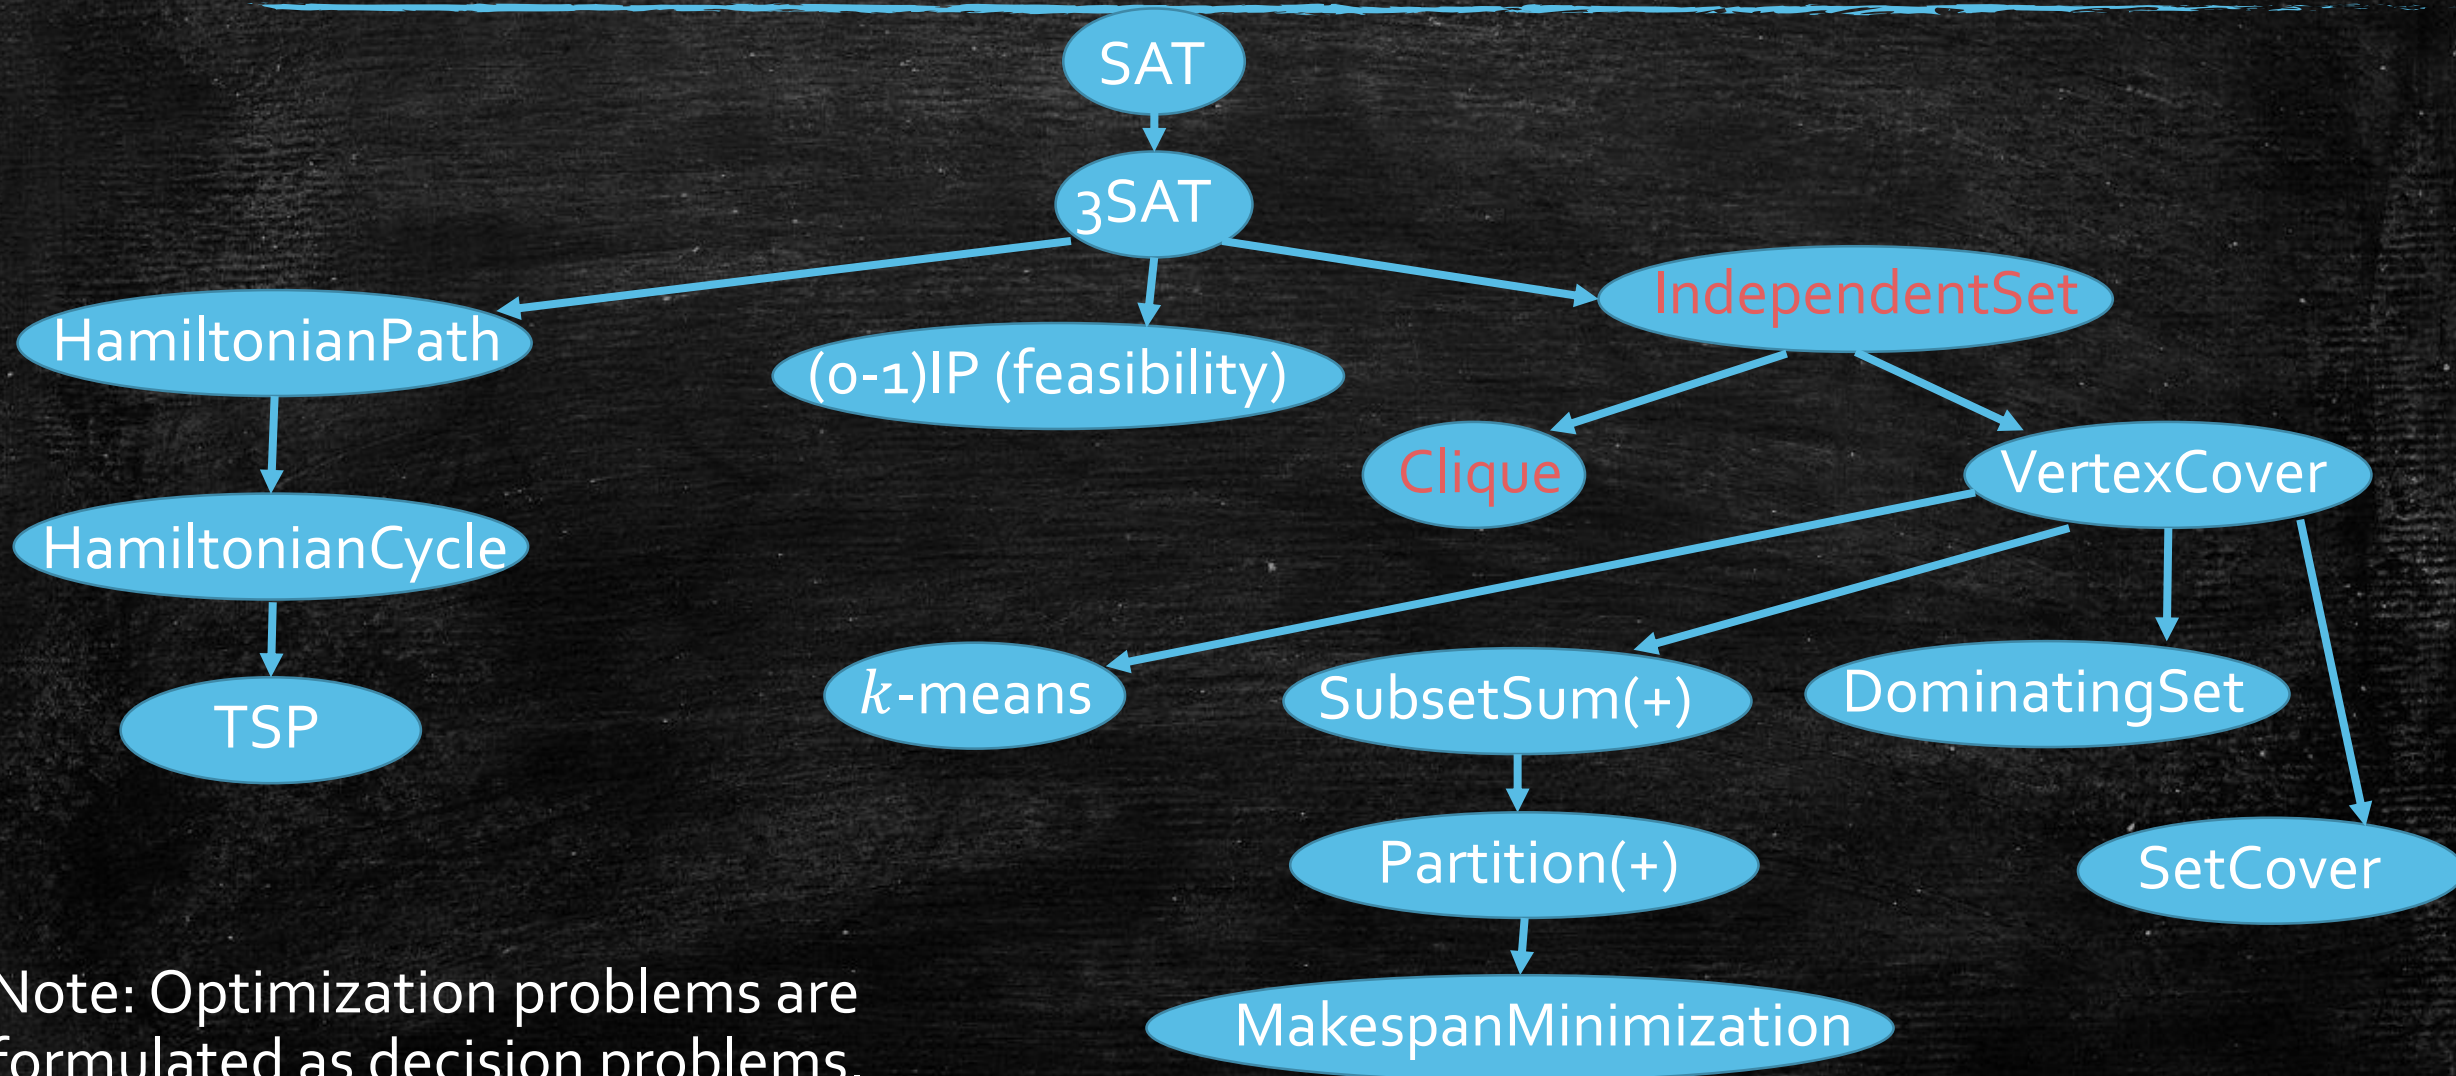 SAT
3SAT
IndependentSet
HamiltonianPath
(0-1)IP (feasibility)
Clique
VertexCover
HamiltonianCycle
k-means
SubsetSum(+)
DominatingSet
TSP
Partition(+)
SetCover
Note: Optimization problems are
formulated as decision problems.
MakespanMinimization